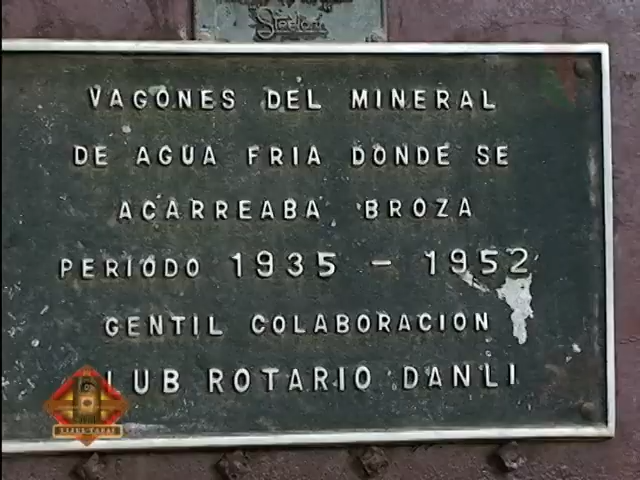 VAGONES DEL MINERAL
DE AGUA FRIA DONDE SE
ACARREABA BROZA
PERIODO 1935 - 1952
GENTIL COLABORACION
LUB ROTARIO DANLI